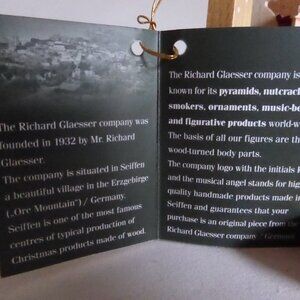 The Richard Glaesser company was
founded in 1932 by Mr. Richard
Glaesser.
The company is situated in Seiffen
a beautiful village in the Erzgebirge
(„Ore Mountain") / Germany.
Seiffen is one of the most famous
centres of typical production of
Christmas products made of wood.
The Richard Glaesser company is
known for its pyramids, nutcrack
smokers, ornaments, music-bo
and figurative products world-w
The basis of all our figures are th
wood-turned body parts.
The company logo with the initials R
and the musical angel stands for hig
quality handmade products made in
Seiffen and guarantees that your
purchase is an original piece from the
Richard Glaesser company / Germany